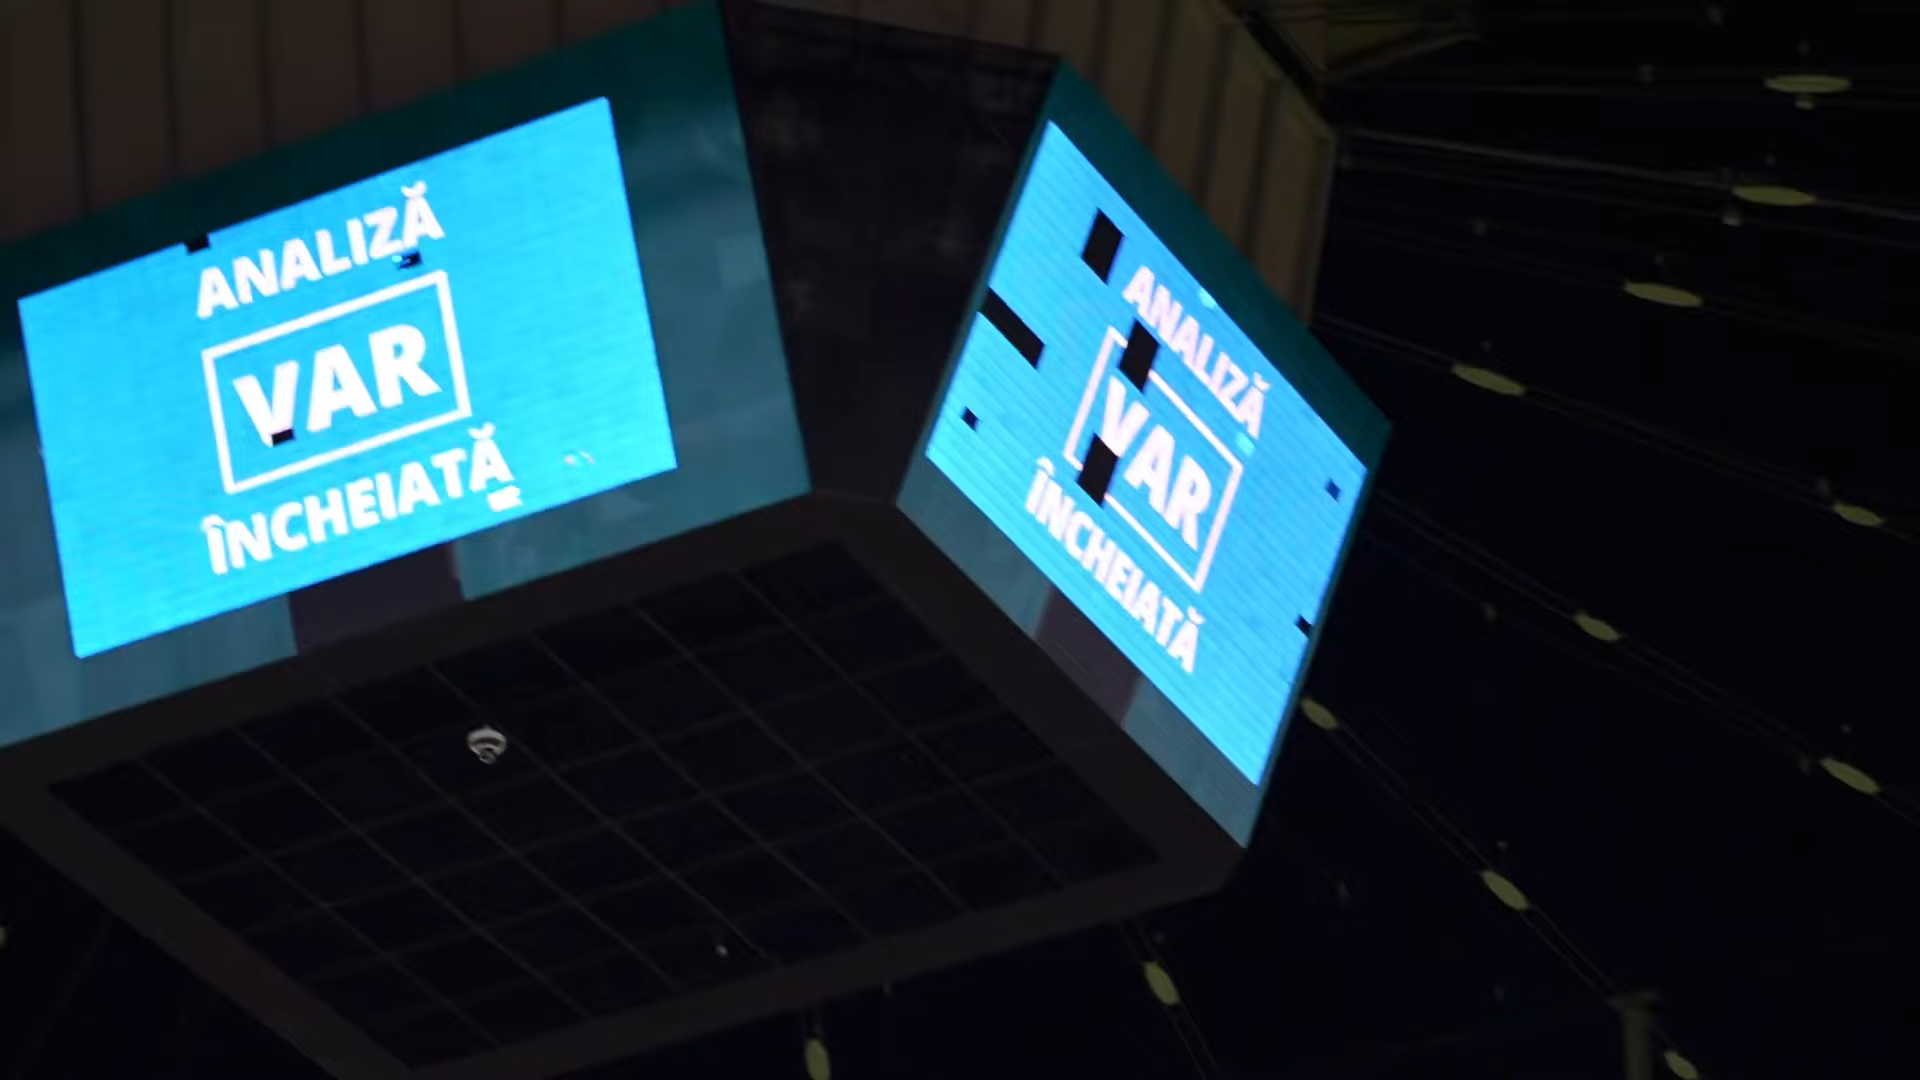 ANALIZĂ
VAR
ÎNCHEIATĂ
ANALIZĂ
VAR
ÎNCHEIATĂ